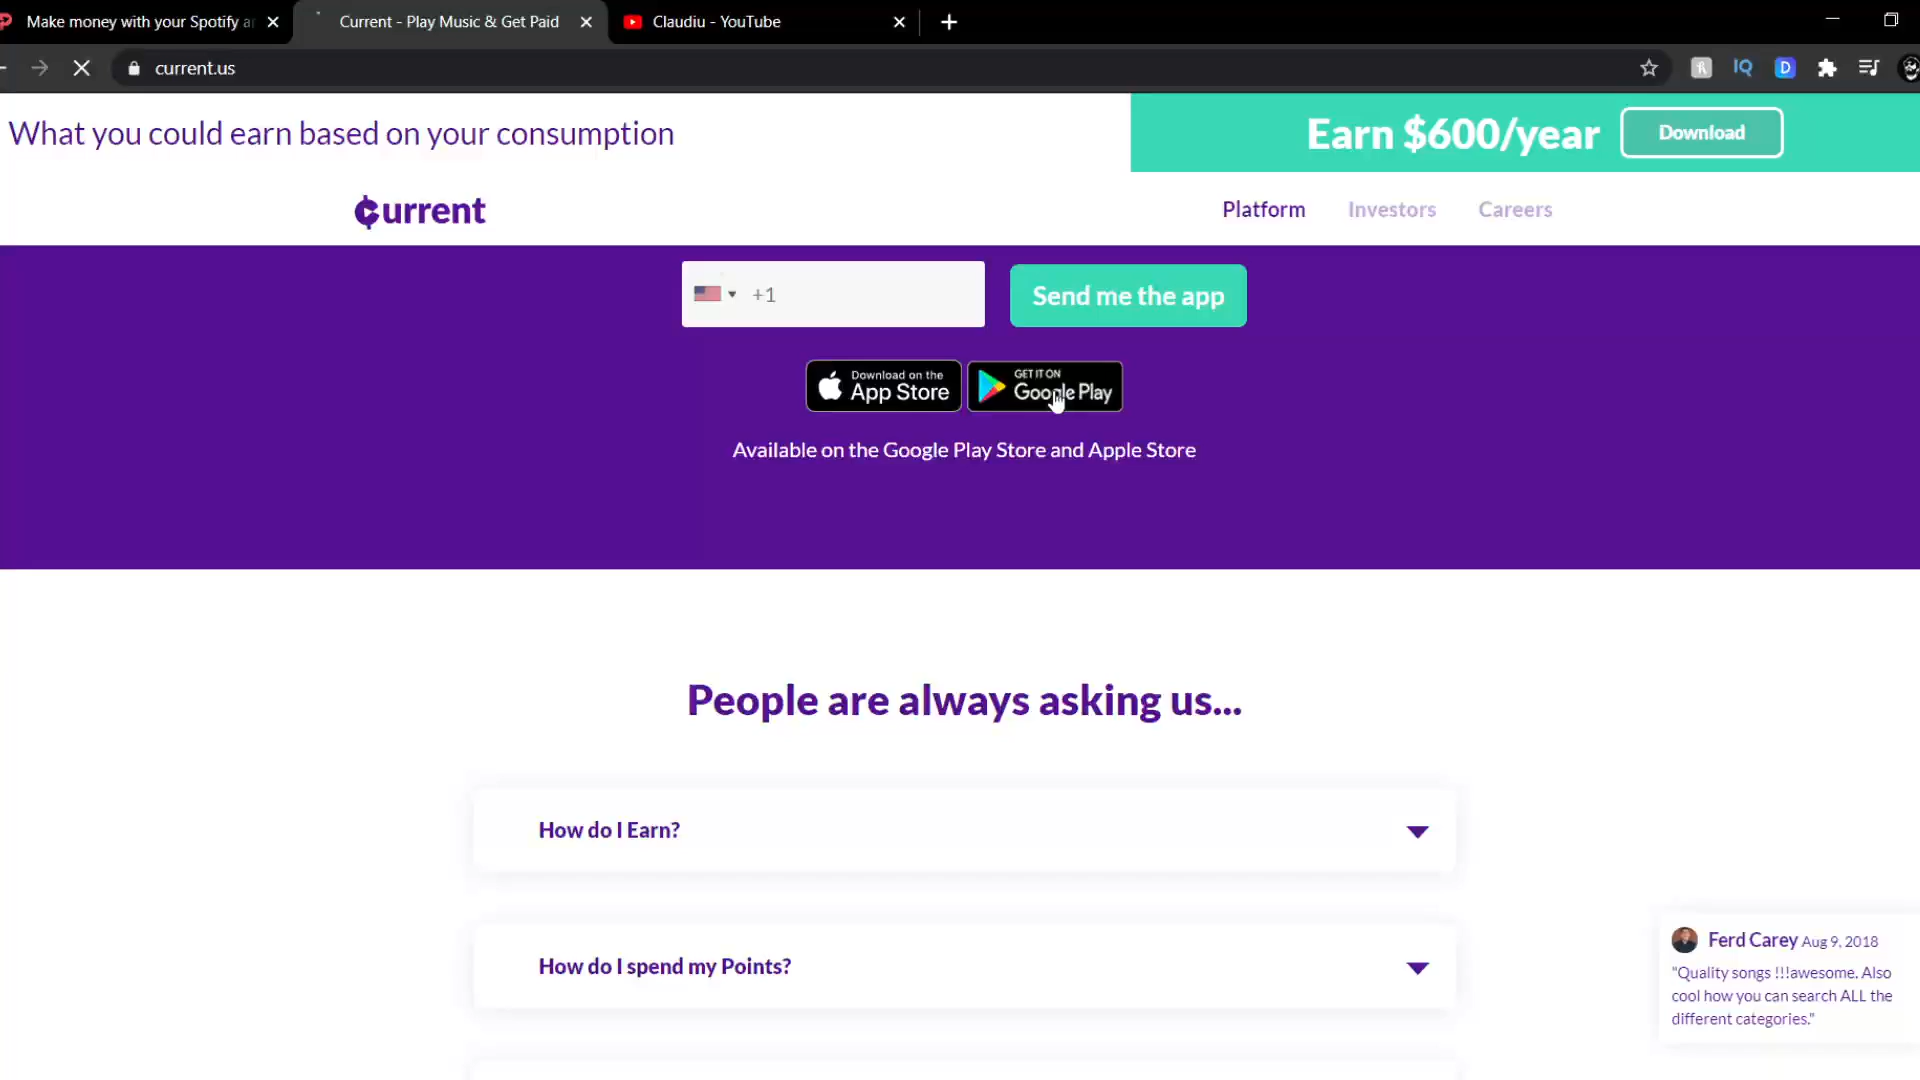 Make money with your Spotify
Current - Play Music & Get Paid
Claudiu - YouTube
current.us
IQ
D
What you could earn based on your consumption
Earn $600/year
Download
Current
Platform
Investors
Careers
+1
Send me the app
Download on the
App Store
GET IT ON
Google Play
Available on the Google Play Store and Apple Store
People are always asking us...
How do I Earn?
How do I spend my Points?
Ferd Carey Aug 9, 2018
"Quality songs !!!awesome. Also
cool how you can search ALL the
different categories."